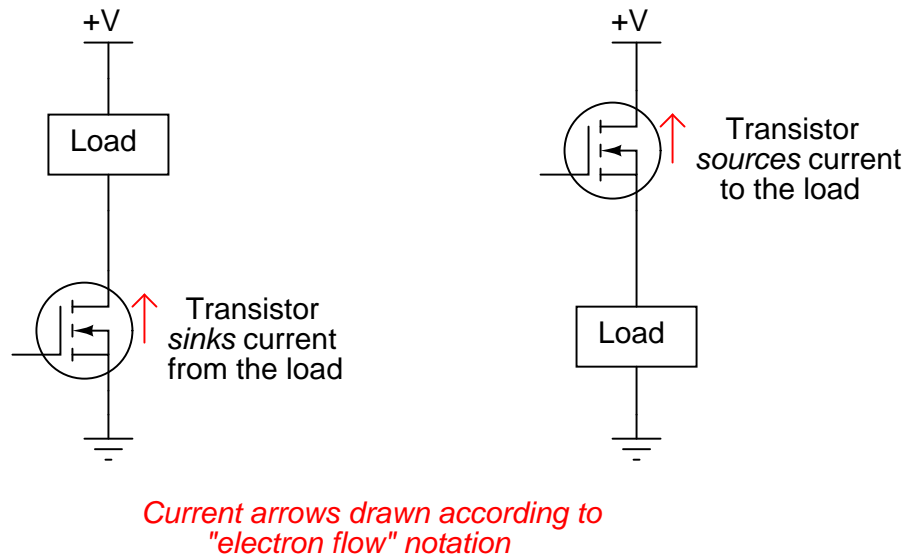 +V
Load
Transistor
sinks current
from the load
+V
Transistor
sources current
to the load
Load
Current arrows drawn according to
"electron flow" notation